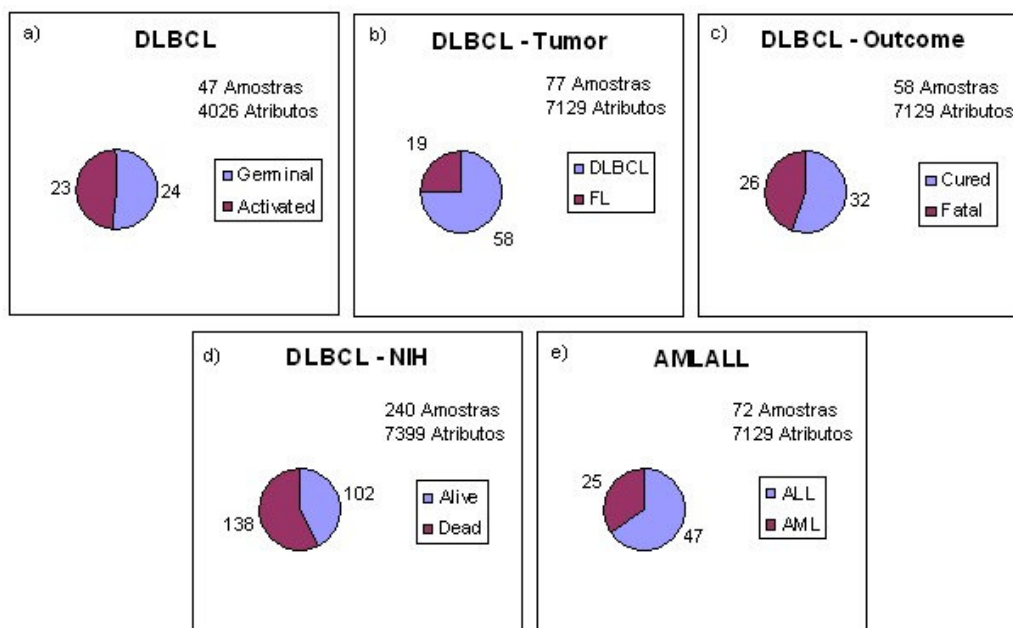 a)
DLBCL
47 Amostras
4026 Atributos
23
24
Germinal
Activated
b)
DLBCL - Tumor
77 Amostras
7129 Atributos
19
58
DLBCL
FL
c)
DLBCL - Outcome
58 Amostras
7129 Atributos
26
32
Cured
Fatal
d)
DLBCL - NIH
240 Amostras
7399 Atributos
102
138
Alive
Dead
e)
AMLALL
72 Amostras
7129 Atributos
25
47
ALL
AML